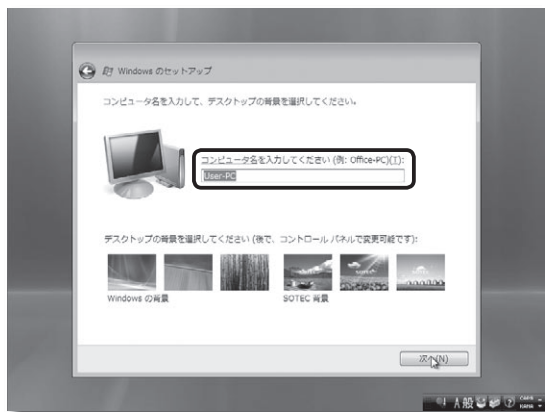 Windows のセットアップ
コンピュータ名を入力して、デスクトップの背景を選択してください。
コンピュータ名を入力してください (例: Office-PC)(T):
User-PC
デスクトップの背景を選択してください (後で、コントロール パネルで変更可能です):
Windows の背景
SOTEC 背景
次へ(N)
A 般
CAPS
KANA